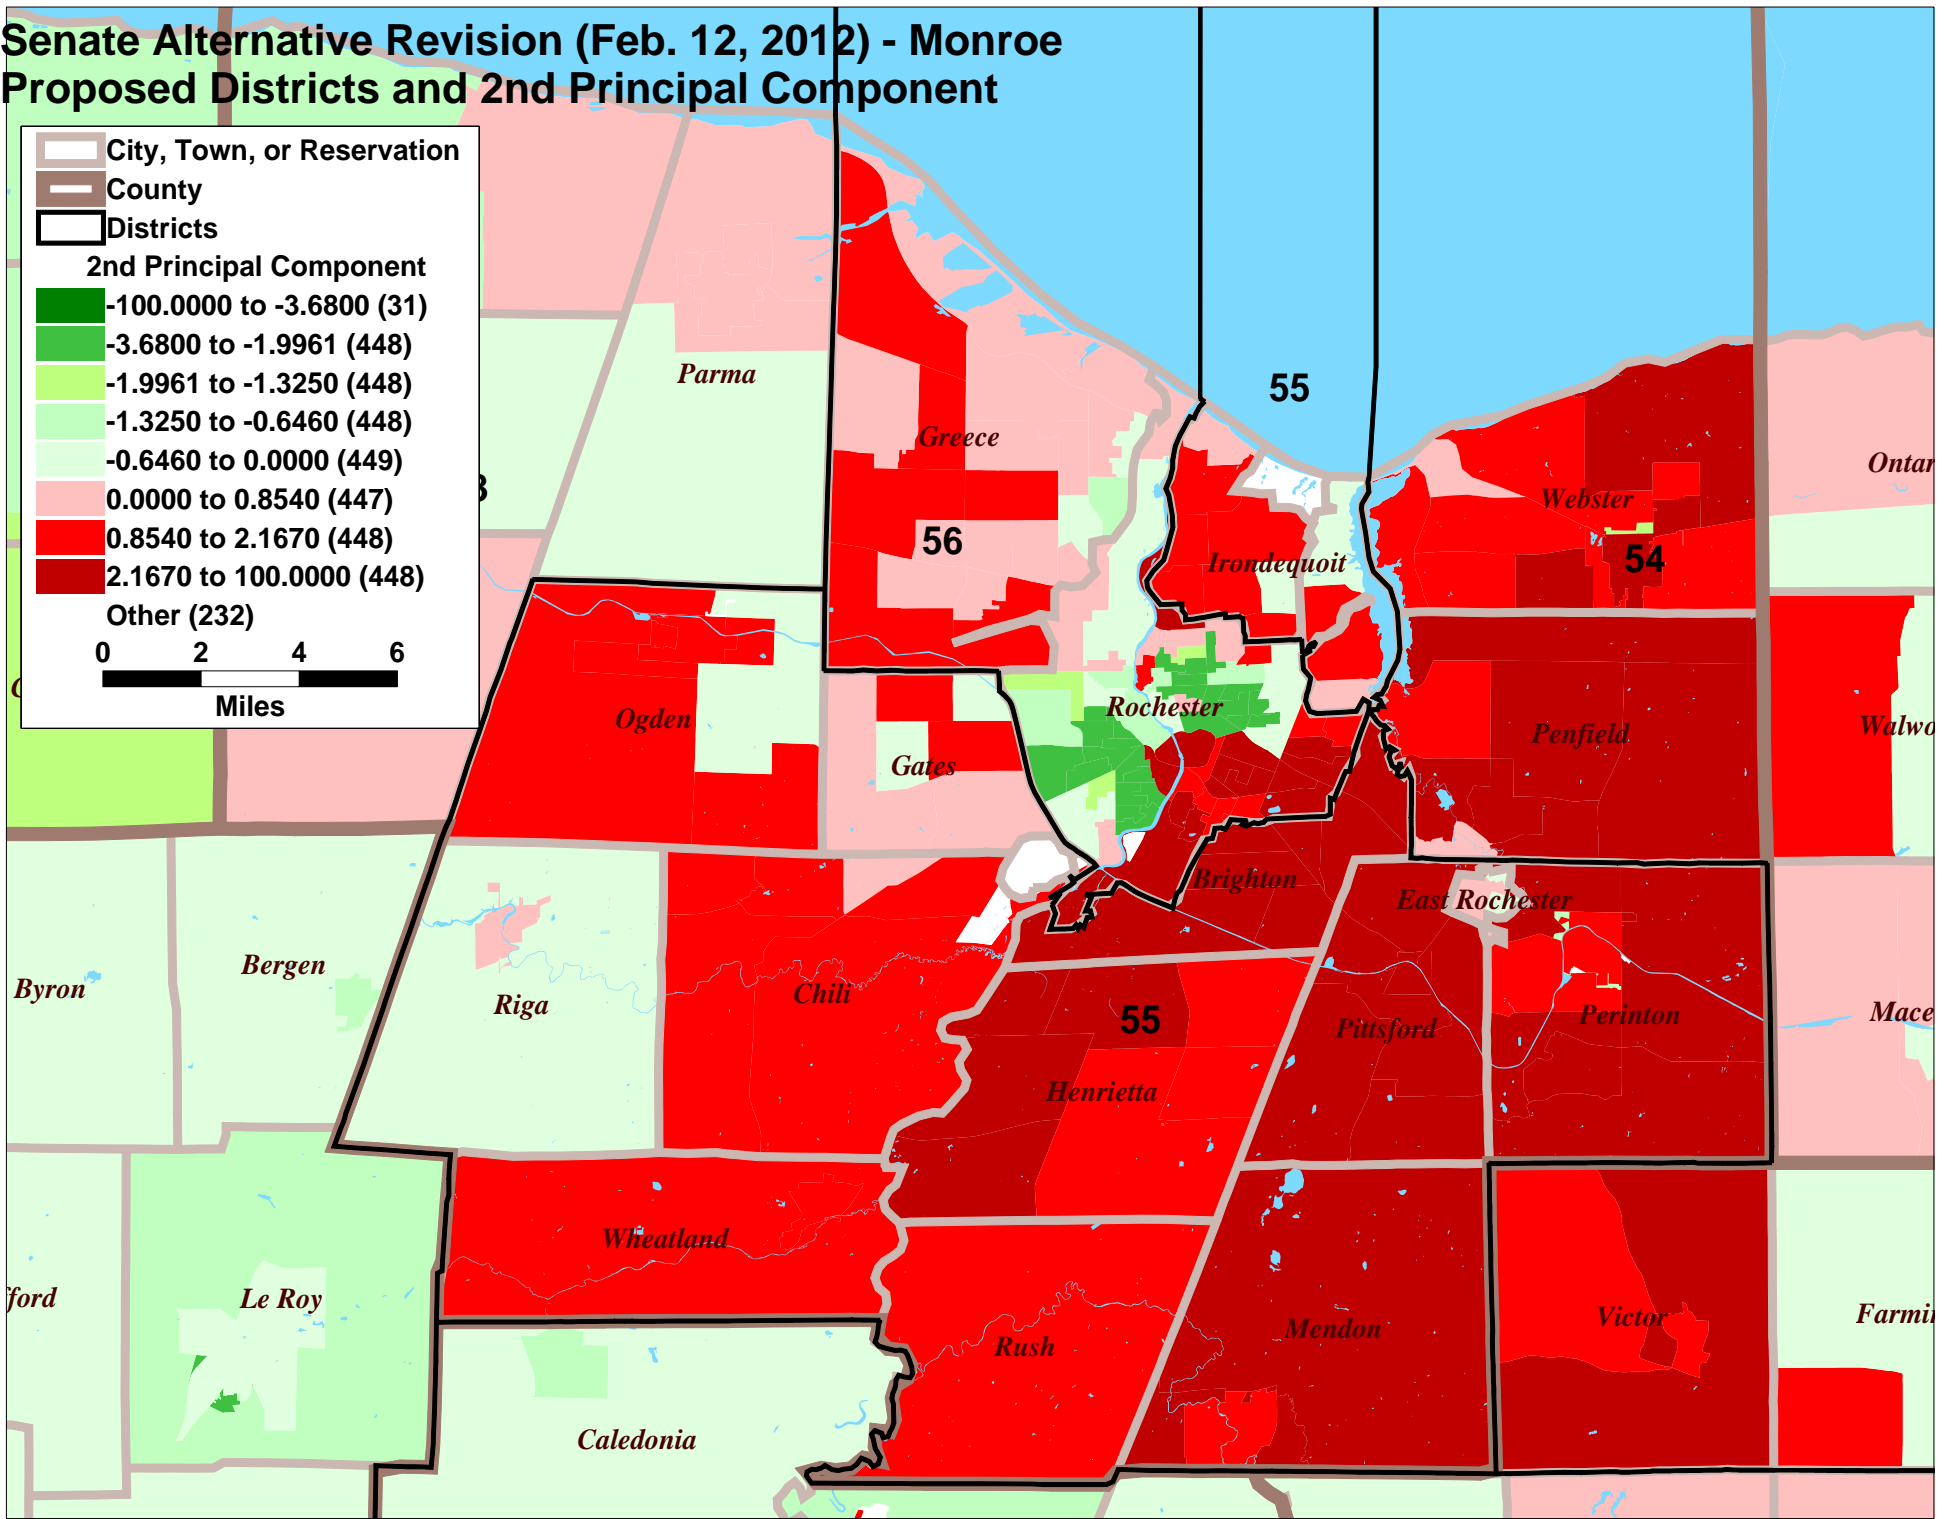 Senate Alternative Revision (Feb. 12, 2012) - Monroe
Proposed Districts and 2nd Principal Component
City, Town, or Reservation
County
Districts
2nd Principal Component
-100.0000 to -3.6800 (31)
-3.6800 to -1.9961 (448)
-1.9961 to -1.3250 (448)
-1.3250 to -0.6460 (448)
-0.6460 to 0.0000 (449)
0.0000 to 0.8540 (447)
0.8540 to 2.1670 (448)
2.1670 to 100.0000 (448)
Other (232)
0 2 4 6
Miles
Parma
55
Greece
Ontar
Webster
56
Irondequoit
54
Ogden
Rochester
Gates
Penfield
Walwo
Brighton
East Rochester
Byron
Bergen
Riga
Chili
55
Pittsford
Perinton
Mace
Henrietta
Wheatland
fford
Le Roy
Rush
Mendon
Victor
Farmin
Caledonia